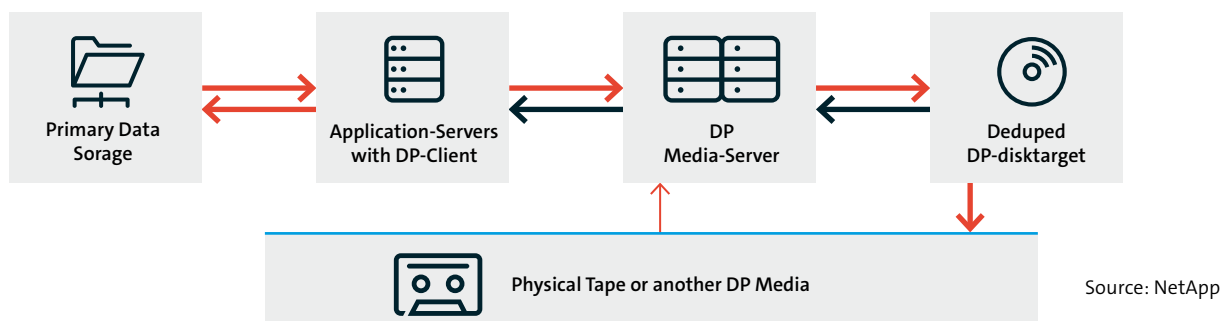 Primary Data
Sorage
Application-Servers
with DP-Client
DP
Media-Server
Deduped
DP-disktarget
Physical Tape or another DP Media
Source: NetApp